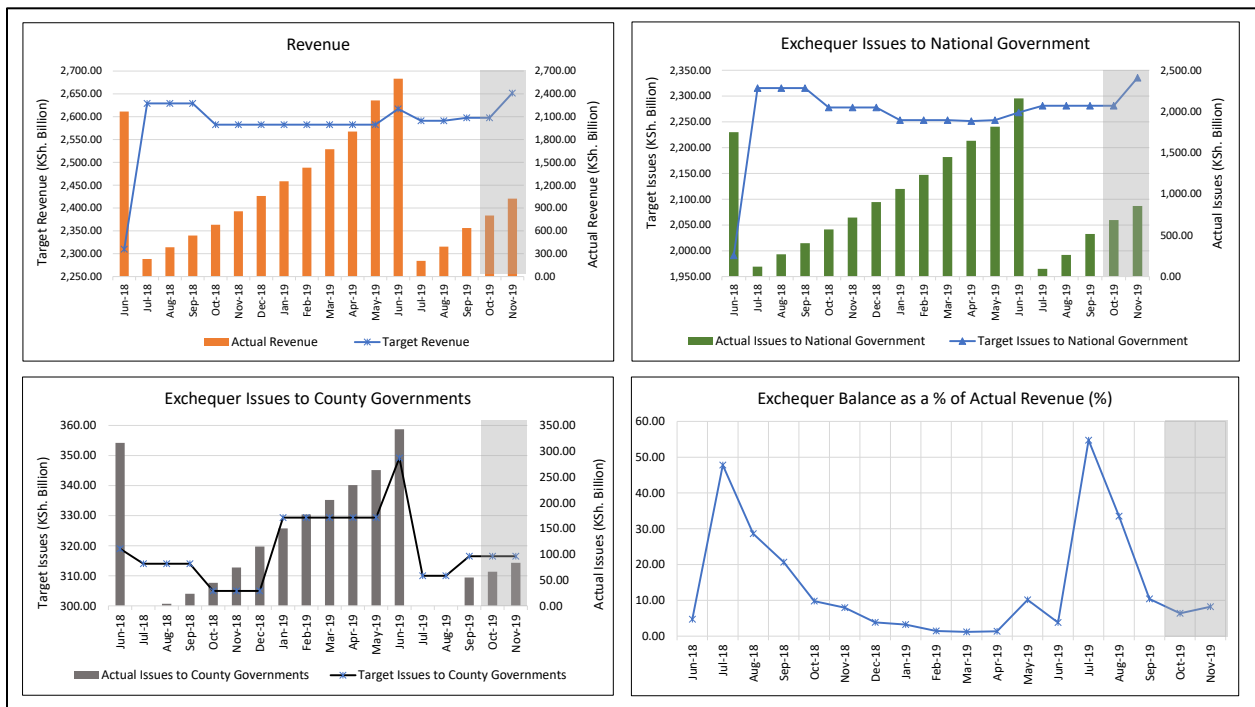 Revenue
Target Revenue (KSh. Billion)
2,700.00
2,650.00
2,600.00
2,550.00
2,500.00
2,450.00
2,400.00
2,350.00
2,300.00
2,250.00
2,700.00
2,400.00
2,100.00
1,800.00
1,500.00
1,200.00
900.00
600.00
300.00
0.00
Actual Revenue (KSh. Billion)
Jun-18
Jul-18
Aug-18
Sep-18
Oct-18
Nov-18
Dec-18
Jan-19
Feb-19
Mar-19
Apr-19
May-19
Jun-19
Jul-19
Aug-19
Sep-19
Oct-19
Nov-19
Actual Revenue
Target Revenue
Exchequer Issues to National Government
Target Issues (KSh. Billion)
2,350.00
2,300.00
2,250.00
2,200.00
2,150.00
2,100.00
2,050.00
2,000.00
1,950.00
2,500.00
2,000.00
1,500.00
1,000.00
500.00
0.00
Actual Issues (KSh. Billion)
Jun-18
Jul-18
Aug-18
Sep-18
Oct-18
Nov-18
Dec-18
Jan-19
Feb-19
Mar-19
Apr-19
May-19
Jun-19
Jul-19
Aug-19
Sep-19
Oct-19
Nov-19
Actual Issues to National Government
Target Issues to National Government
Exchequer Issues to County Governments
Target Issues (KSh. Billion)
360.00
350.00
340.00
330.00
320.00
310.00
300.00
350.00
300.00
250.00
200.00
150.00
100.00
50.00
0.00
Actual Issues (KSh. Billion)
Jun-18
Jul-18
Aug-18
Sep-18
Oct-18
Nov-18
Dec-18
Jan-19
Feb-19
Mar-19
Apr-19
May-19
Jun-19
Jul-19
Aug-19
Sep-19
Oct-19
Nov-19
Actual Issues to County Governments
Target Issues to County Governments
Exchequer Balance as a % of Actual Revenue (%)
60.00
50.00
40.00
30.00
20.00
10.00
0.00
Jun-18
Jul-18
Aug-18
Sep-18
Oct-18
Nov-18
Dec-18
Jan-19
Feb-19
Mar-19
Apr-19
May-19
Jun-19
Jul-19
Aug-19
Sep-19
Oct-19
Nov-19